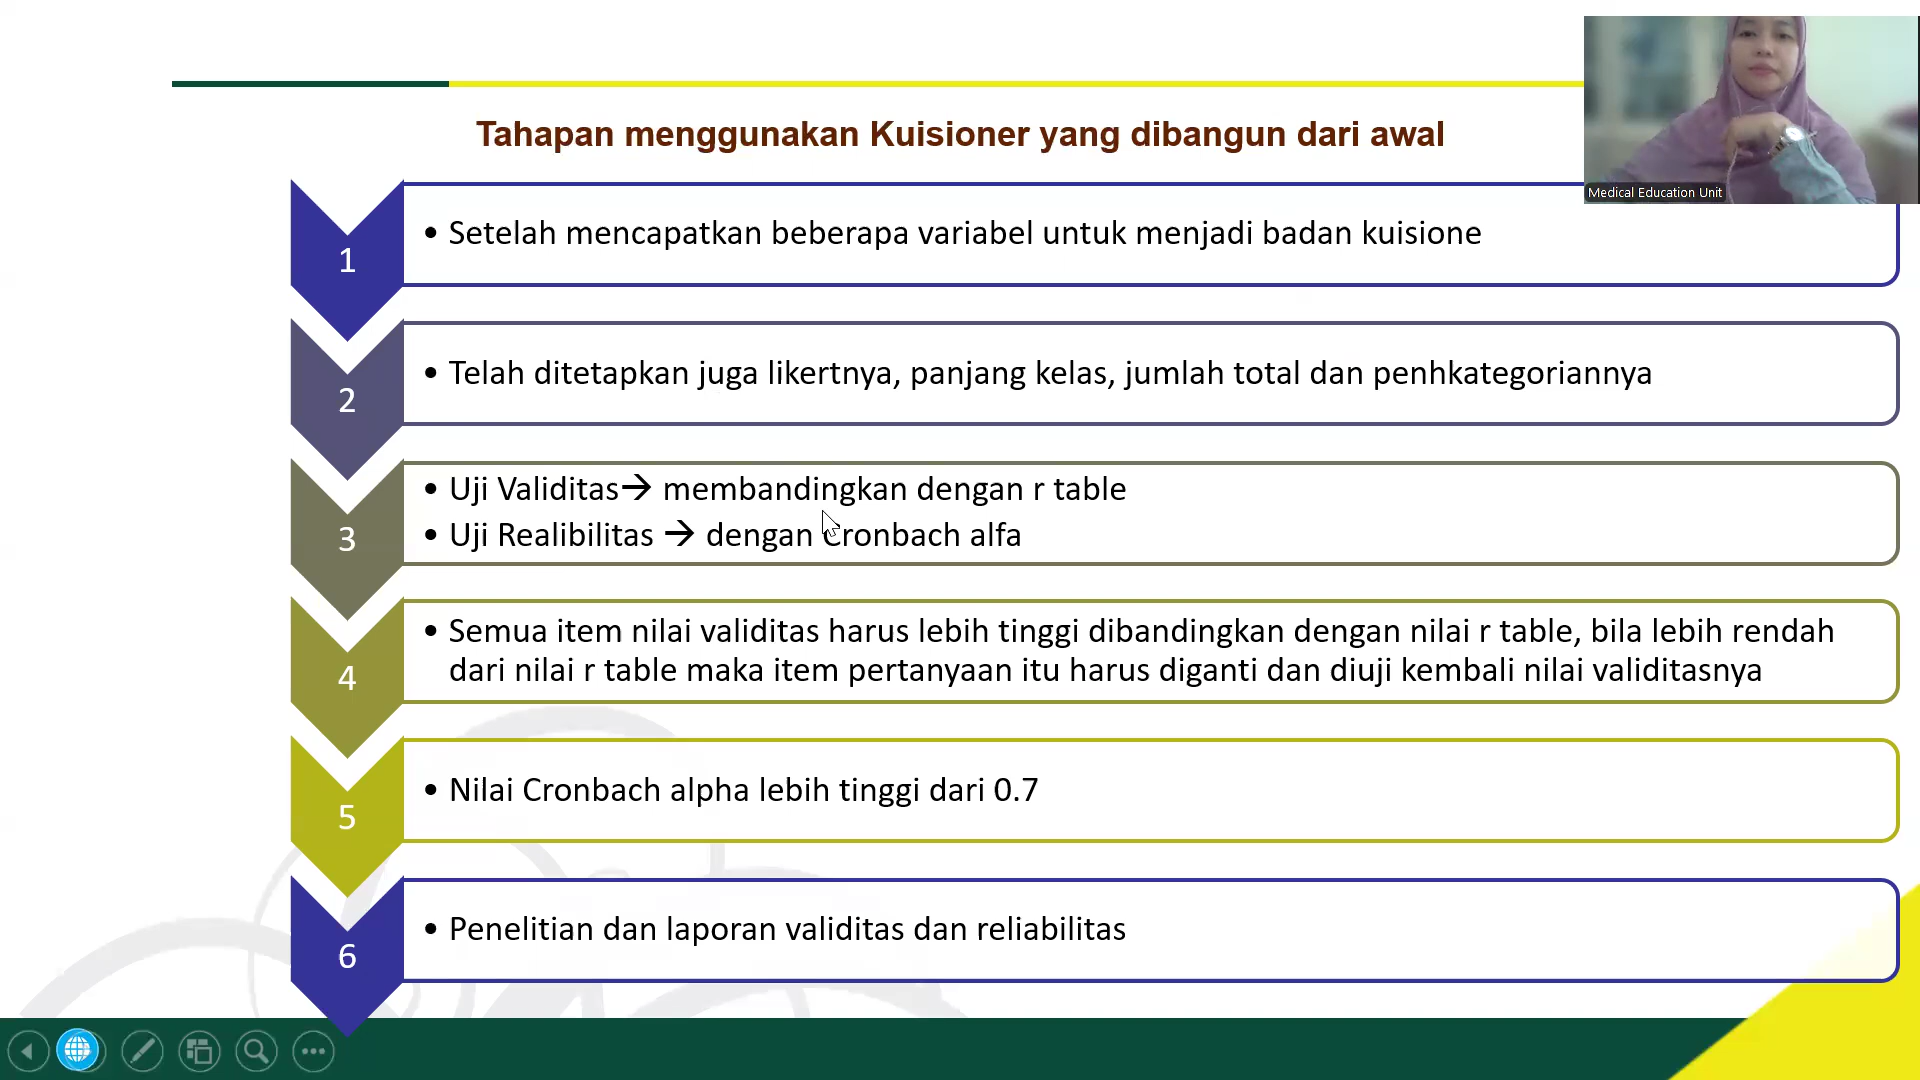 Tahapan menggunakan Kuisioner yang dibangun dari awal
Medical Education Unit
1
• Setelah mencapatkan beberapa variabel untuk menjadi badan kuisione
2
• Telah ditetapkan juga likertnya, panjang kelas, jumlah total dan penhkategoriannya
3
• Uji Validitas→ membandingkan dengan r table
• Uji Realibilitas → dengan Cronbach alfa
4
• Semua item nilai validitas harus lebih tinggi dibandingkan dengan nilai r table, bila lebih rendah
dari nilai r table maka item pertanyaan itu harus diganti dan diuji kembali nilai validitasnya
5
• Nilai Cronbach alpha lebih tinggi dari 0.7
6
• Penelitian dan laporan validitas dan reliabilitas